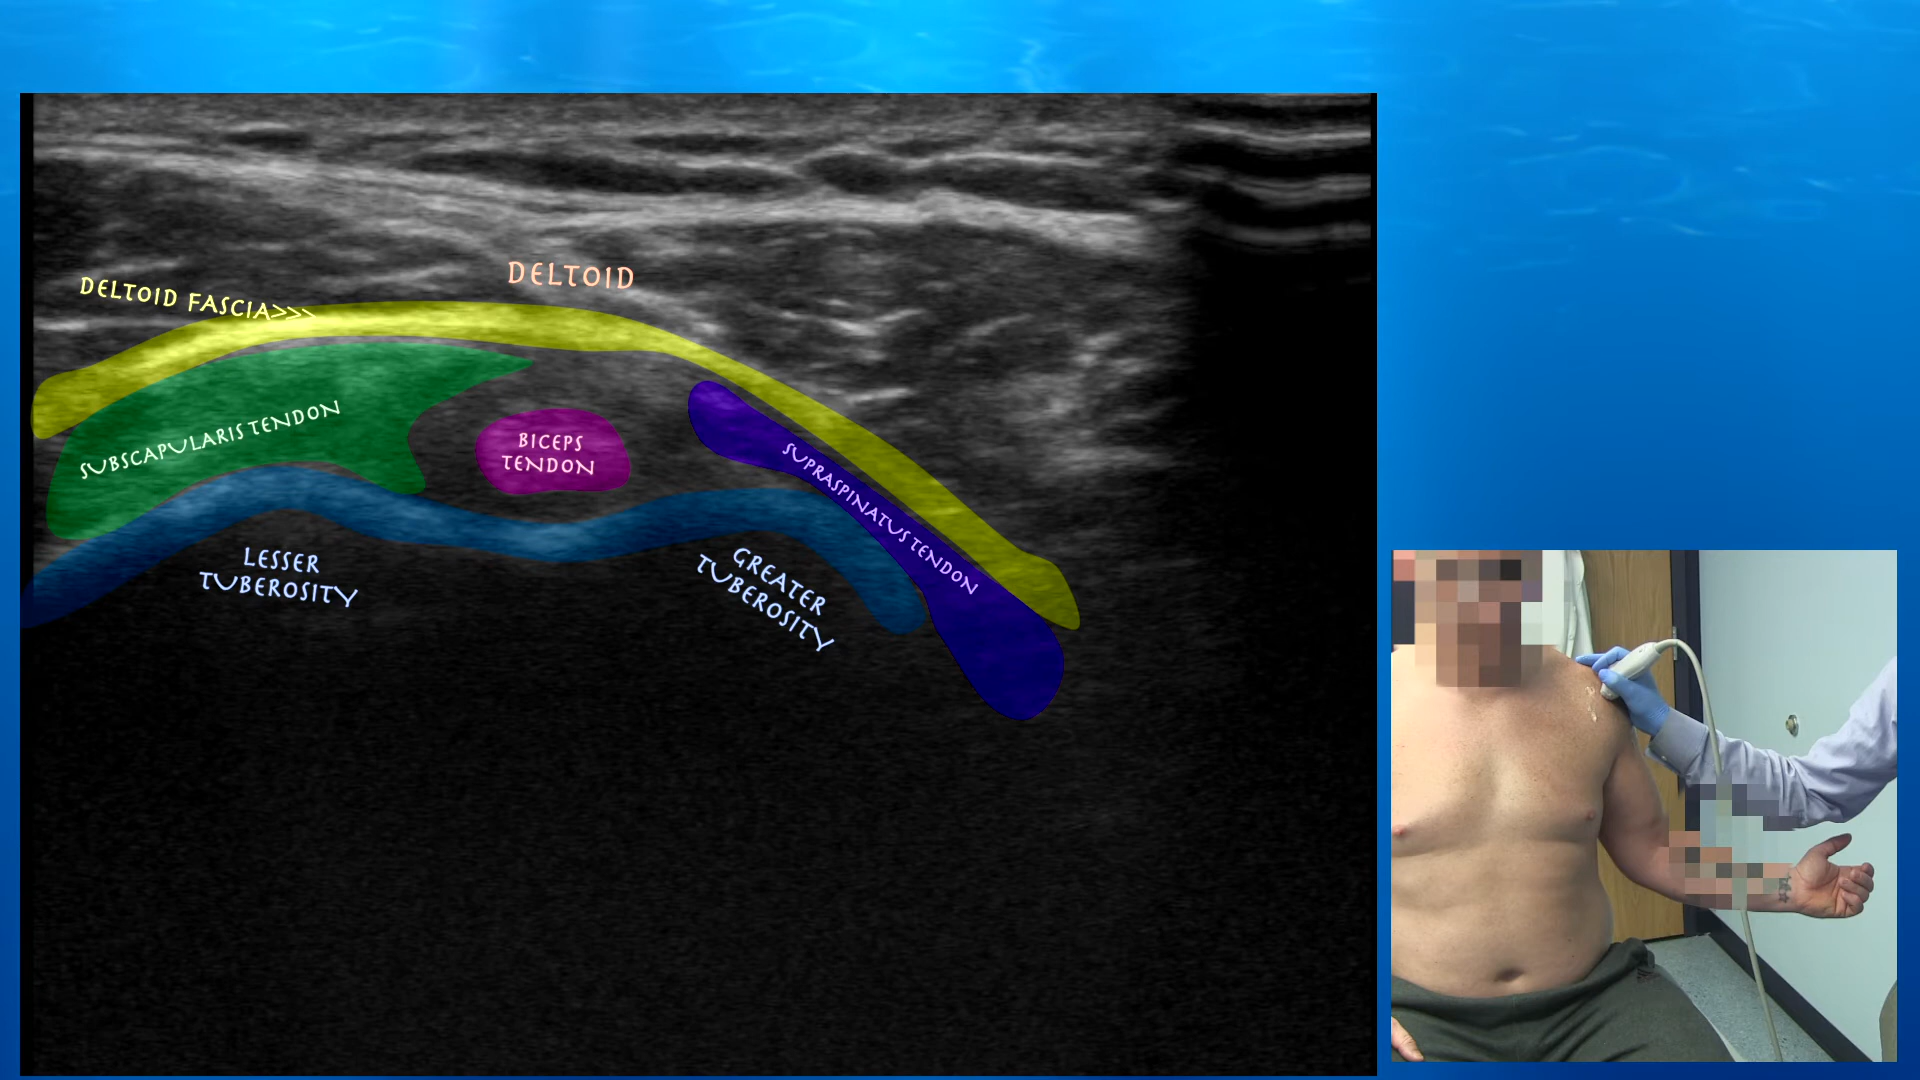 DELTOID
DELTOID FASCIA>>>
SUBSCAPULARIS TENDON
BICEPS
TENDON
SUPRASPINATUS TENDON
LESSER
TUBEROSITY
GREATER
TUBEROSITY